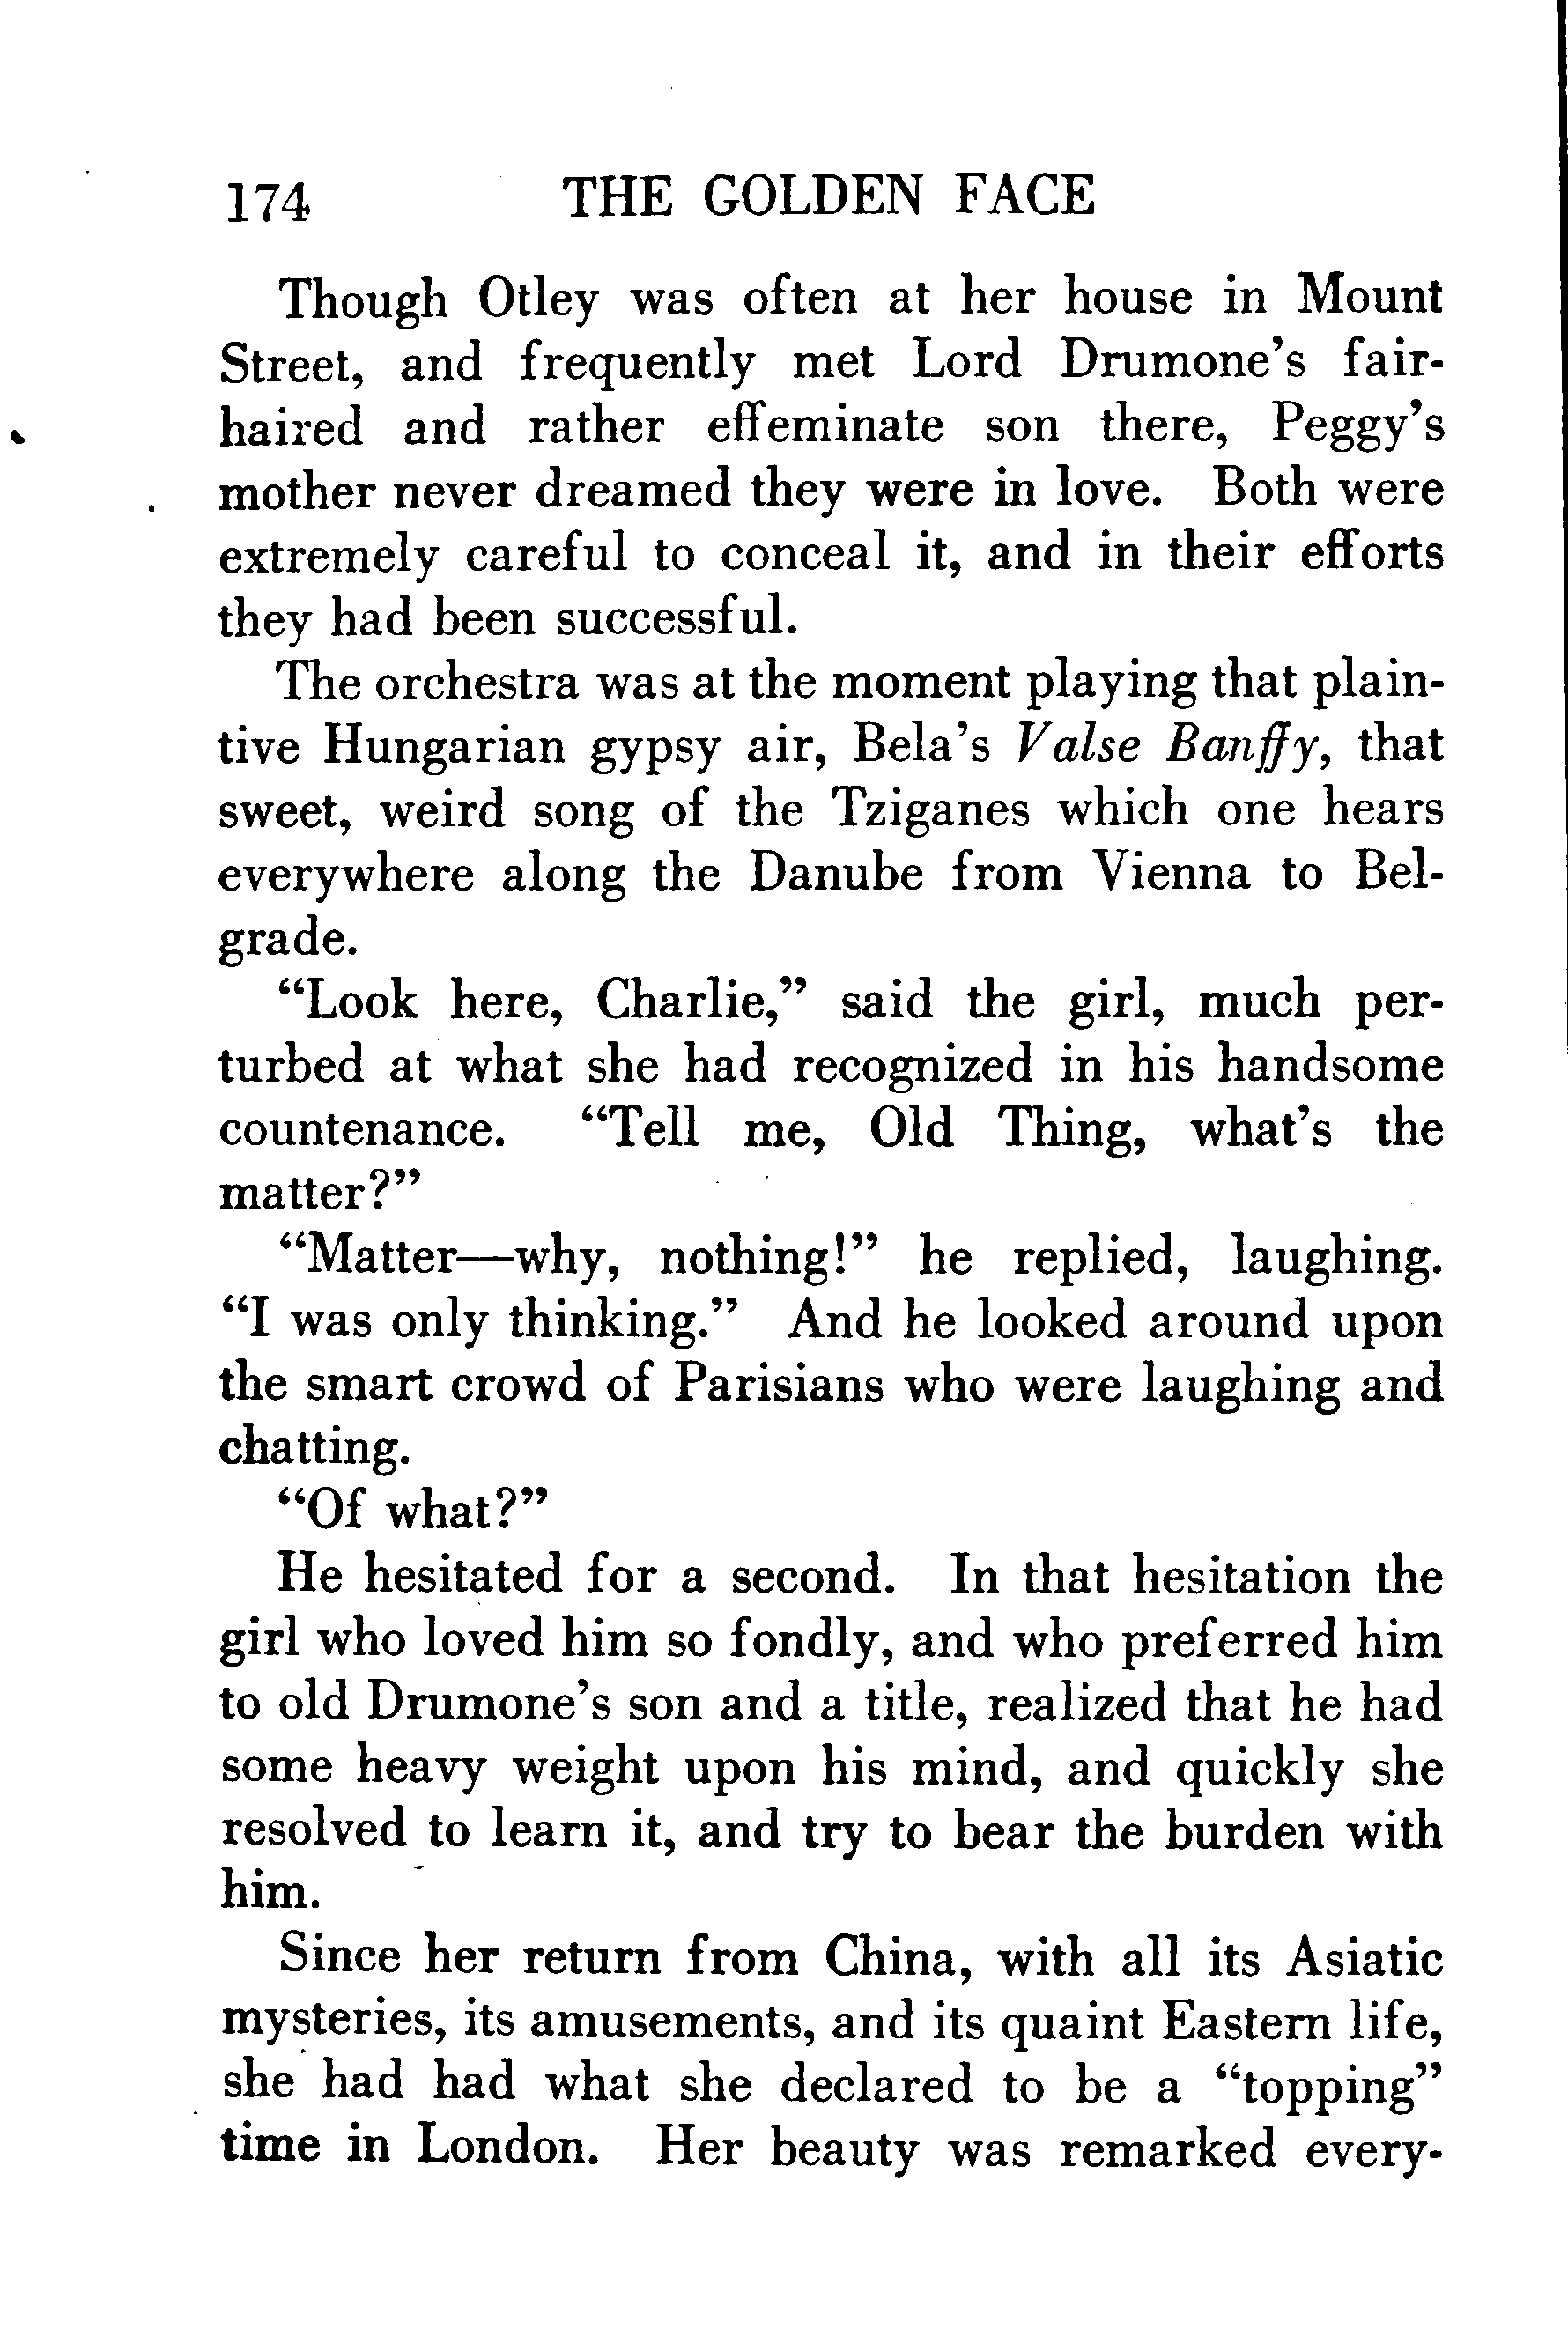 174 THE GOLDEN FACE
Though Otley was often at her house in Mount
Street, and frequently met Lord Drumone's fair-
haired and rather effeminate son there, Peggy's
mother never dreamed they were in love. Both were
extremely careful to conceal it, and in their efforts
they had been successful.
The orchestra was at the moment playing that plain-
tive Hungarian gypsy air, Bela's Valse Banffy, that
sweet, weird song of the Tziganes which one hears
everywhere along the Danube from Vienna to Bel-
grade.
“Look here, Charlie,” said the girl, much per-
turbed at what she had recognized in his handsome
countenance. “Tell me, Old Thing, what's the
matter?”
“Matter—why, nothing!” he replied, laughing.
“I was only thinking.” And he looked around upon
the smart crowd of Parisians who were laughing and
chatting.
“Of what?”
He hesitated for a second. In that hesitation the
girl who loved him so fondly, and who preferred him
to old Drumone's son and a title, realized that he had
some heavy weight upon his mind, and quickly she
resolved to learn it, and try to bear the burden with
him.
Since her return from China, with all its Asiatic
mysteries, its amusements, and its quaint Eastern life,
she had had what she declared to be a “topping”
time in London. Her beauty was remarked every-